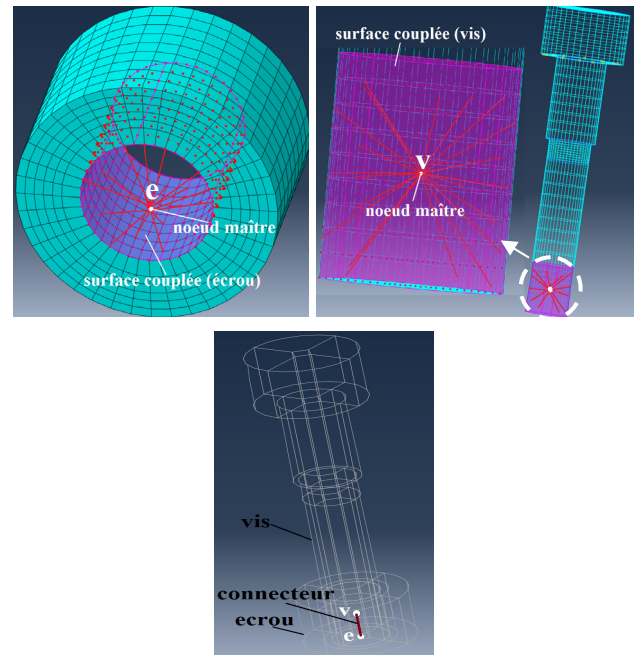 e
noeud maître
surface couplée (écrou)
surface couplée (vis)
v
noeud maître
vis
connecteur
v
ecrou
e